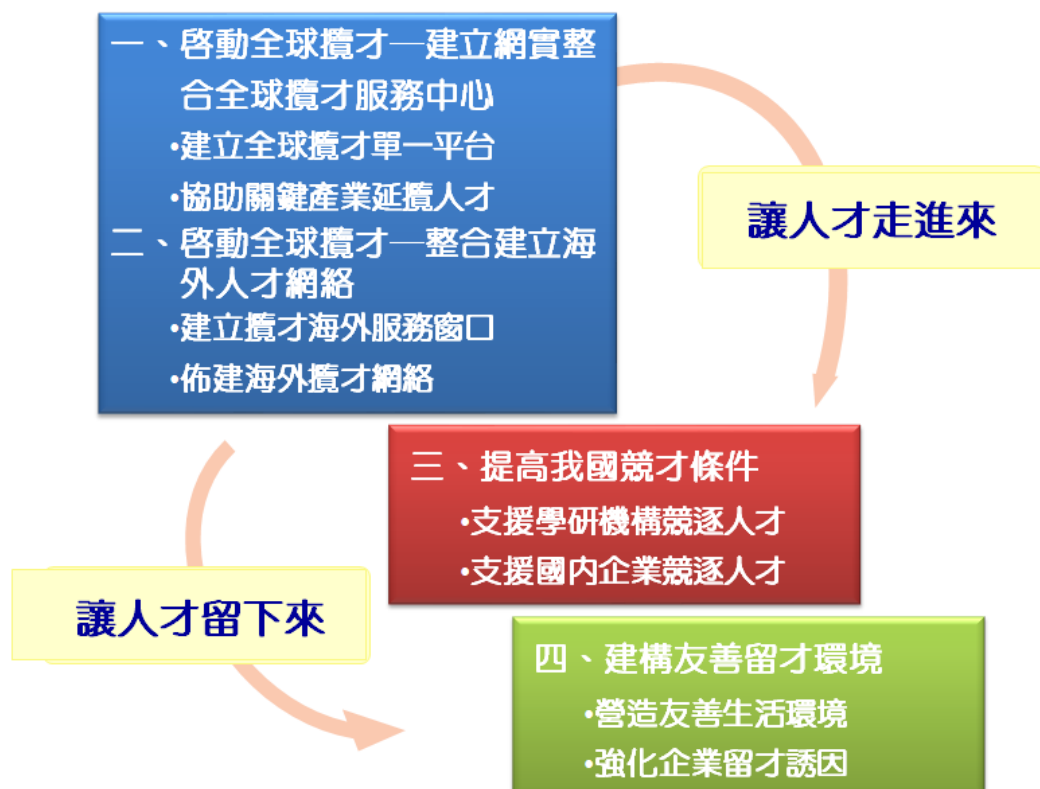 一、啓動全球攬才—建立網實整
合全球攬才服務中心
•建立全球攬才單一平台
•協助關鍵產業延攬人才
二、啓動全球攬才—整合建立海
外人才網絡
•建立攬才海外服務窗口
•佈建海外攬才網絡
讓人才走進來
三、提高我國競才條件
•支援學研機構競逐人才
•支援國內企業競逐人才
讓人才留下來
四、建構友善留才環境
•營造友善生活環境
•強化企業留才誘因